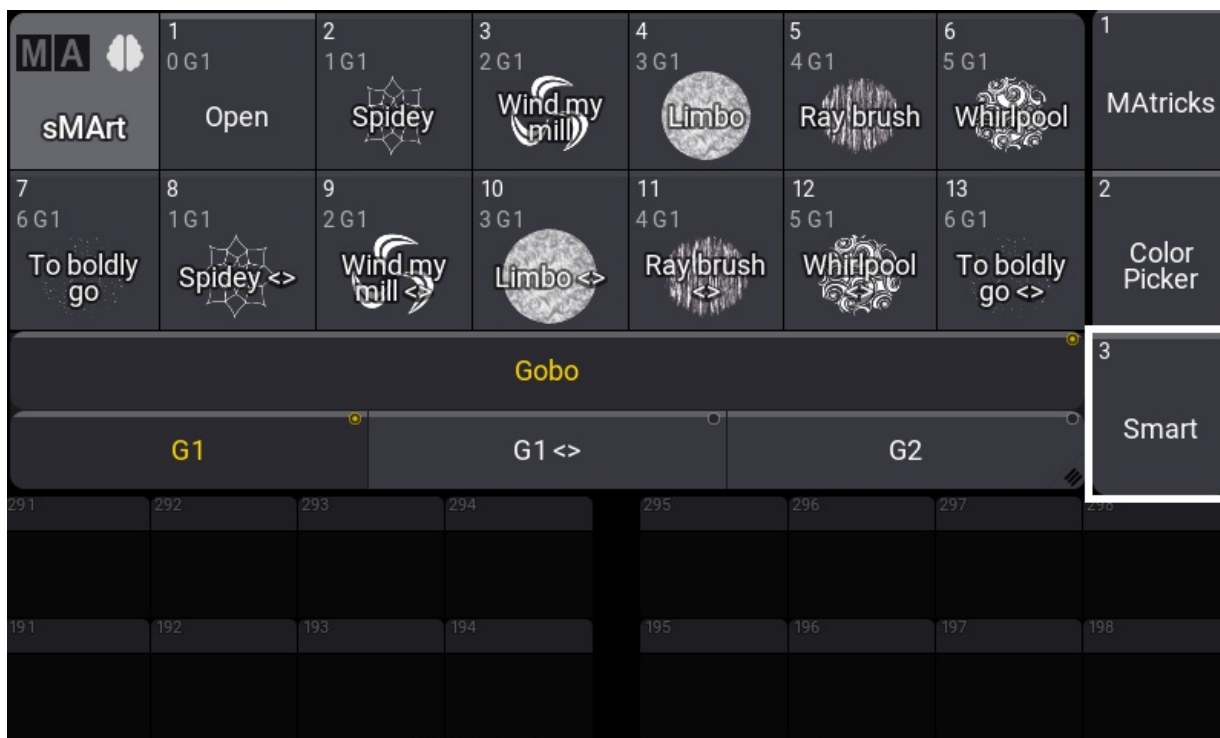 MA
sMArt
1
0 G1
Open
2
1 G1
Spidey
3
2 G1
Wind my
mill
4
3 G1
Limbo
5
4 G1
Ray brush
6
5 G1
Whirlpool
1
MAtricks
7
6 G1
To boldly
go
8
1 G1
Spidey <>
9
2 G1
Wind my
mill <>
10
3 G1
Limbo <>
11
4 G1
Ray brush
<>
12
5 G1
Whirlpool
<>
13
6 G1
To boldly
go <>
2
Color
Picker
Gobo
3
Smart
G1
G1 <>
G2
291
292
293
294
295
296
297
298
191
192
193
194
195
196
197
198